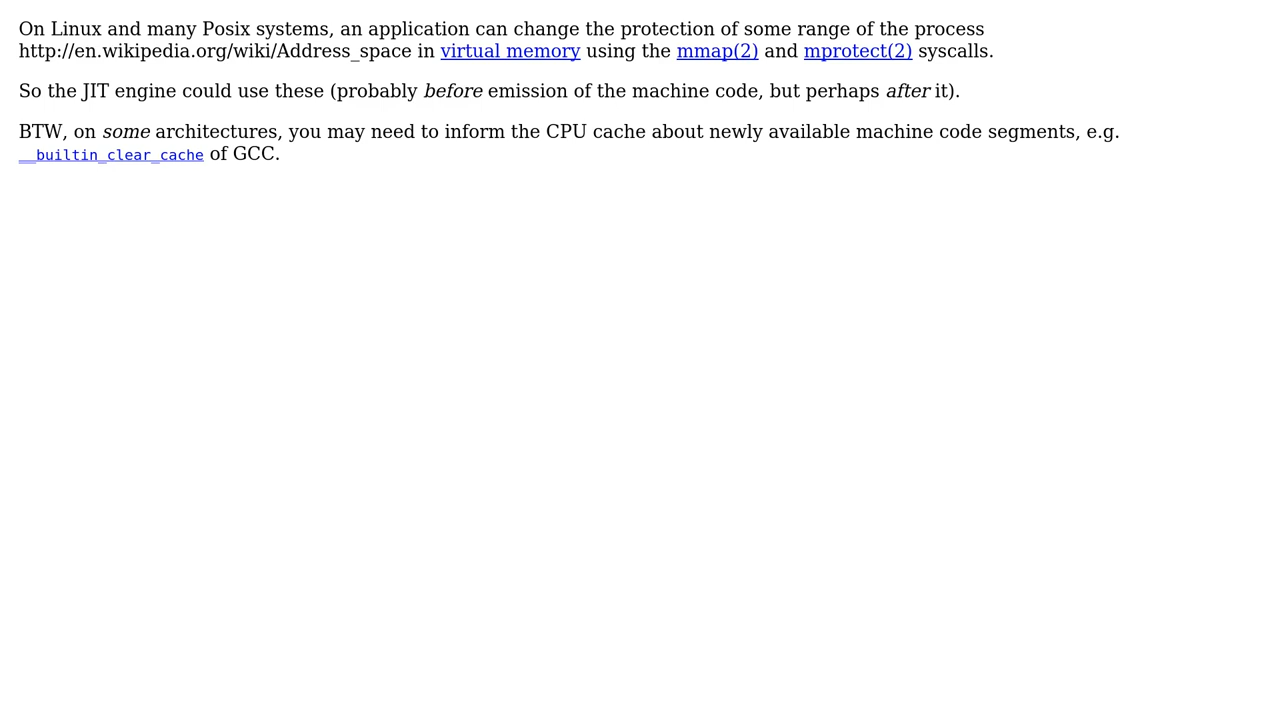 On Linux and many Posix systems, an application can change the protection of some range of the process
http://en.wikipedia.org/wiki/Address_space in virtual memory using the mmap(2) and mprotect(2) syscalls.
So the JIT engine could use these (probably before emission of the machine code, but perhaps after it).
BTW, on some architectures, you may need to inform the CPU cache about newly available machine code segments, e.g.
__builtin_clear_cache of GCC.